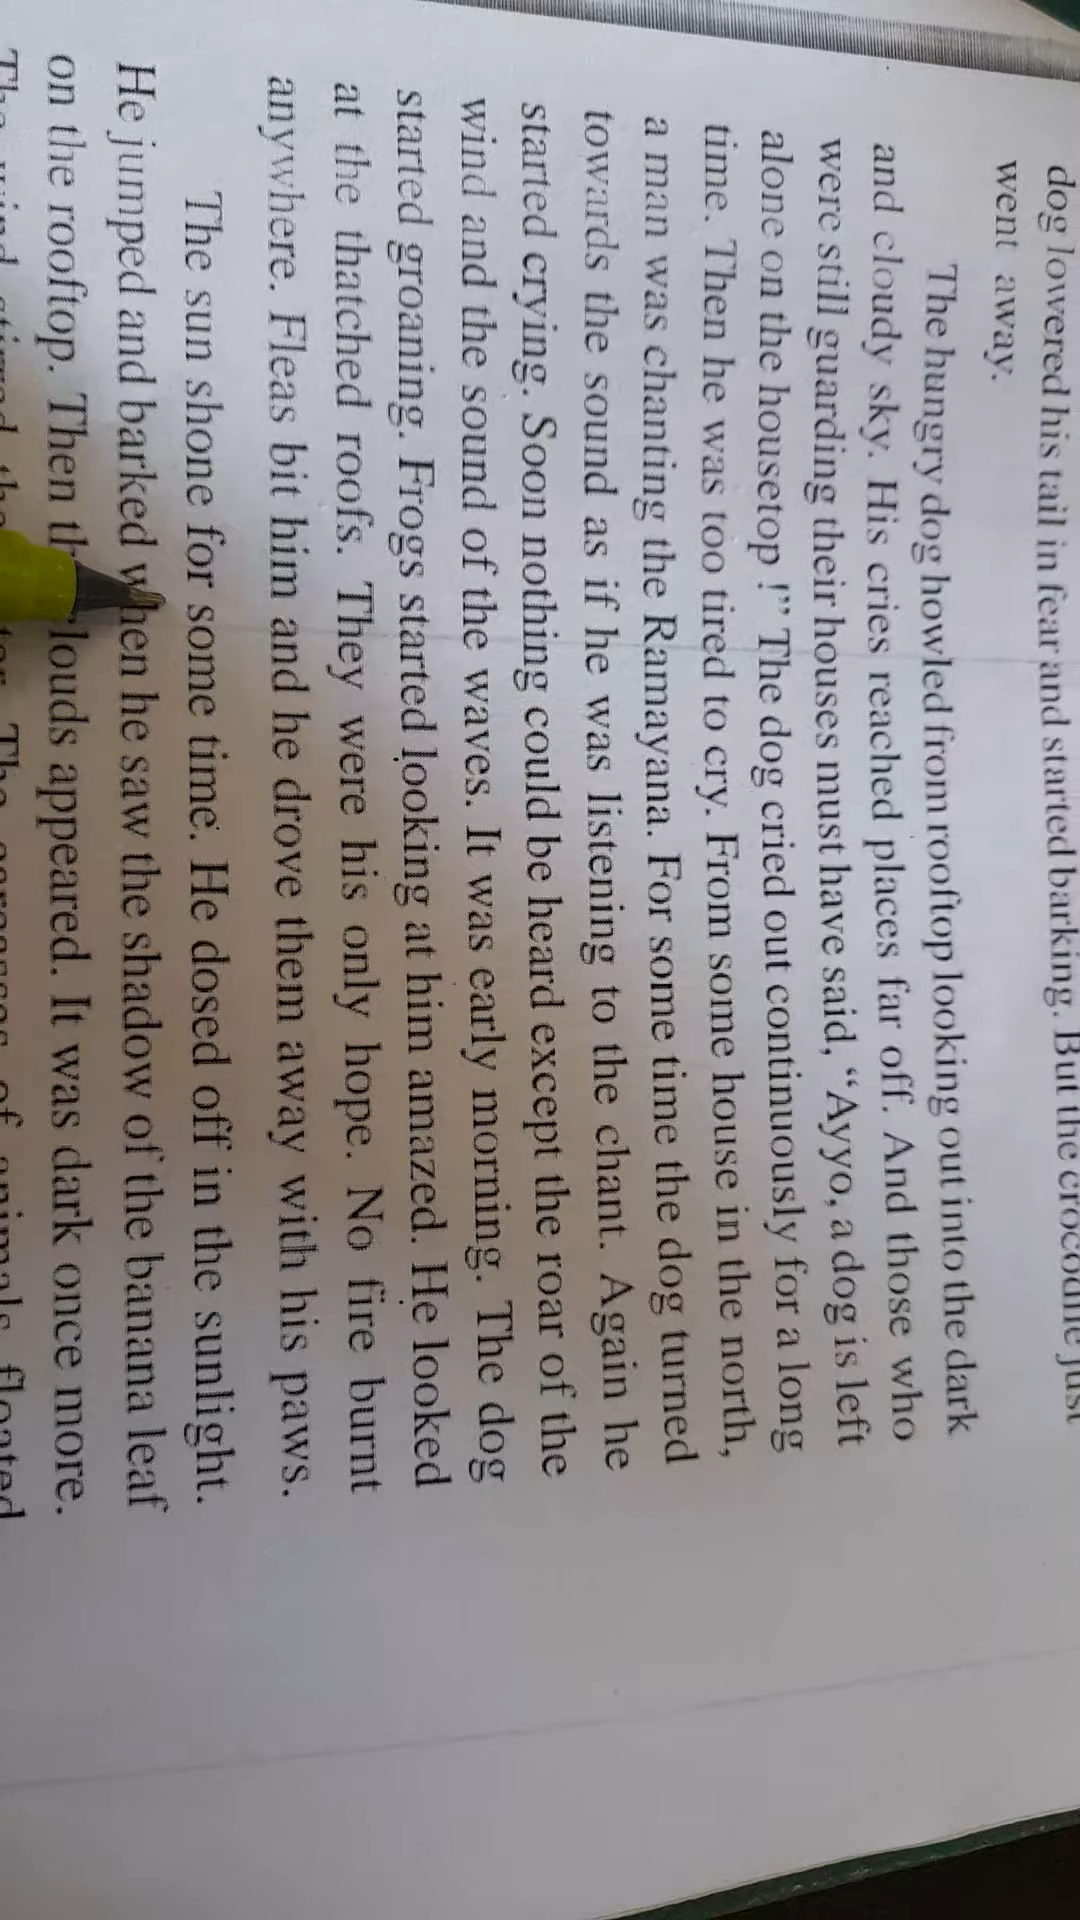 dog lowered his tail in fear and started barking. But the crocodile just
went away.
The hungry dog howled from rooftop looking out into the dark
and cloudy sky. His cries reached places far off. And those who
were still guarding their houses must have said, “Ayyo, a dog is left
alone on the housetop !” The dog cried out continuously for a long
time. Then he was too tired to cry. From some house in the north,
a man was chanting the Ramayana. For some time the dog turned
towards the sound as if he was listening to the chant. Again he
started crying. Soon nothing could be heard except the roar of the
wind and the sound of the waves. It was early morning. The dog
started groaning. Frogs started looking at him amazed. He looked
at the thatched roofs. They were his only hope. No fire burnt
anywhere. Fleas bit him and he drove them away with his paws.
The sun shone for some time. He dosed off in the sunlight.
He jumped and barked when he saw the shadow of the banana leaf
on the rooftop. Then the clouds appeared. It was dark once more.
The wind of animals floated